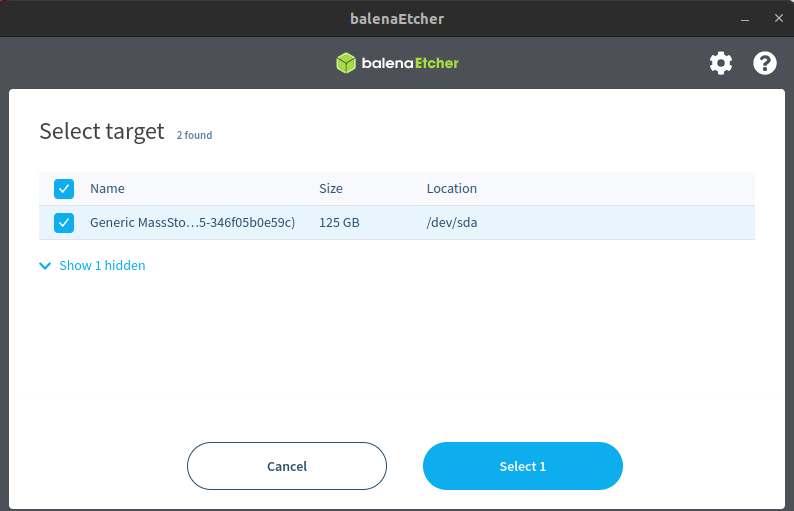 balenaEtcher
balenaEtcher
Select target 2 found
Name Size Location
Generic MassSto...5-346f05b0e59c) 125 GB /dev/sda
Show 1 hidden
Cancel Select 1